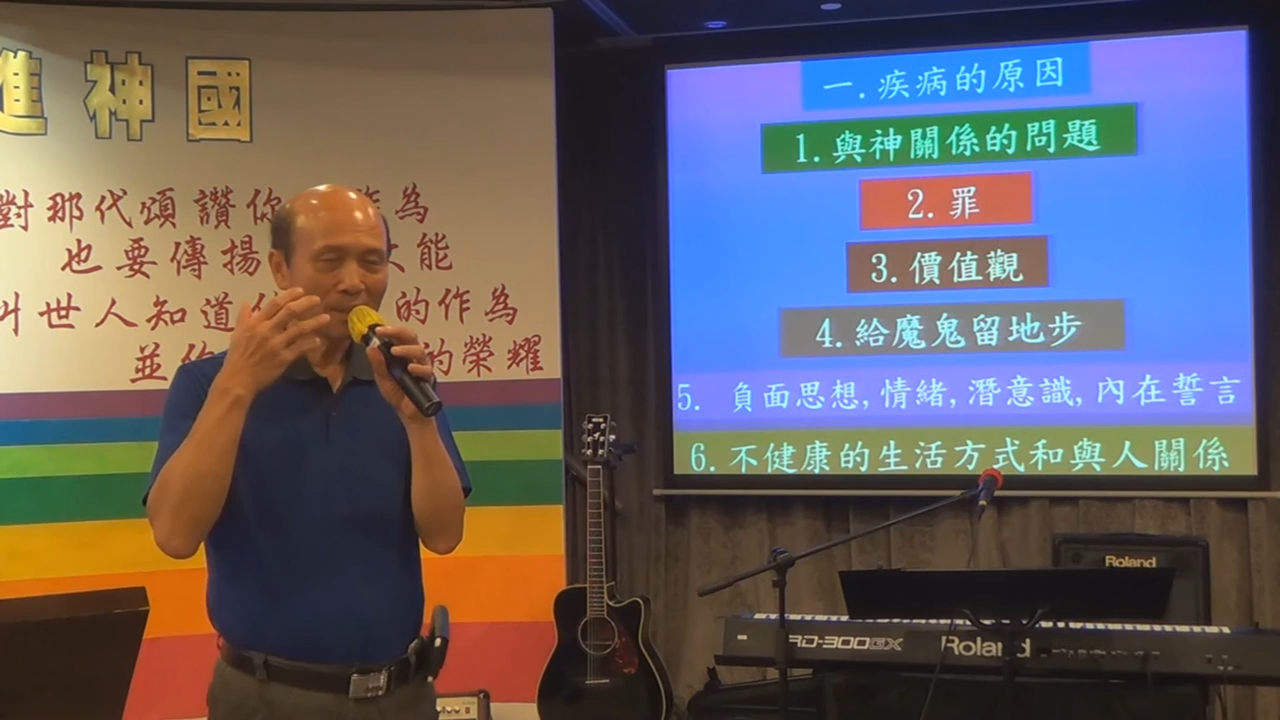 進神國
對那代頌讚你 作為
也要傳揚 大能
叫世人知道你 的作為
並你 的榮耀
一.疾病的原因
1.與神關係的問題
2.罪
3.價值觀
4.給魔鬼留地步
5. 負面思想,情緒,潛意識,內在誓言
6.不健康的生活方式和與人關係
Roland
RD-300GX Roland